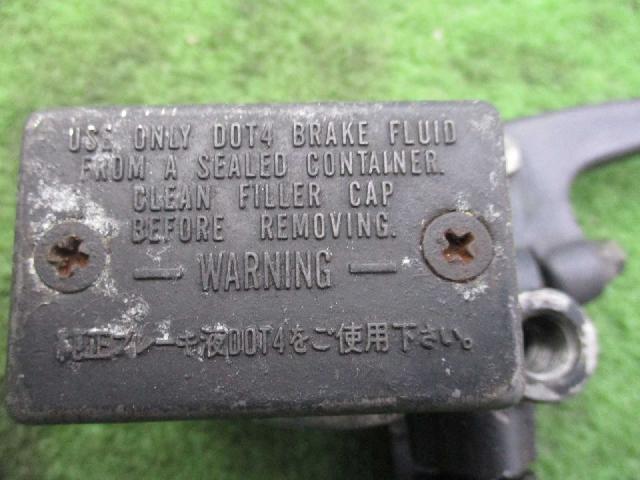 USE ONLY DOT4 BRAKE FLUID
FROM A SEALED CONTAINER.
CLEAN FILLER CAP
BEFORE REMOVING.
— WARNING —
純正ブレーキ液DOT4をご使用下さい。